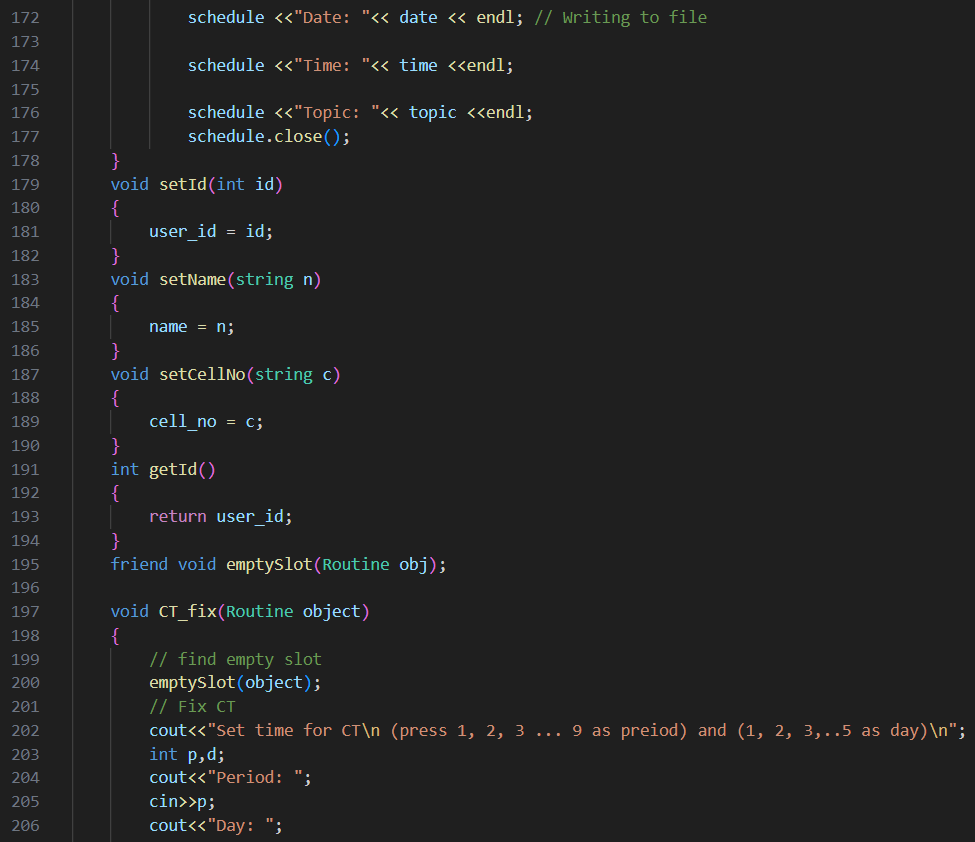 172 schedule <<"Date: "<< date << endl; // Writing to file
173
174 schedule <<"Time: "<< time <<endl;
175
176 schedule <<"Topic: "<< topic <<endl;
177 schedule.close();
178 }
179 void setId(int id)
180 {
181 user_id = id;
182 }
183 void setName(string n)
184 {
185 name = n;
186 }
187 void setCellNo(string c)
188 {
189 cell_no = c;
190 }
191 int getId()
192 {
193 return user_id;
194 }
195 friend void emptySlot(Routine obj);
196
197 void CT_fix(Routine object)
198 {
199 // find empty slot
200 emptySlot(object);
201 // Fix CT
202 cout<<"Set time for CT\n (press 1, 2, 3 ... 9 as preiod) and (1, 2, 3,..5 as day)\n";
203 int p,d;
204 cout<<"Period: ";
205 cin>>p;
206 cout<<"Day: ";